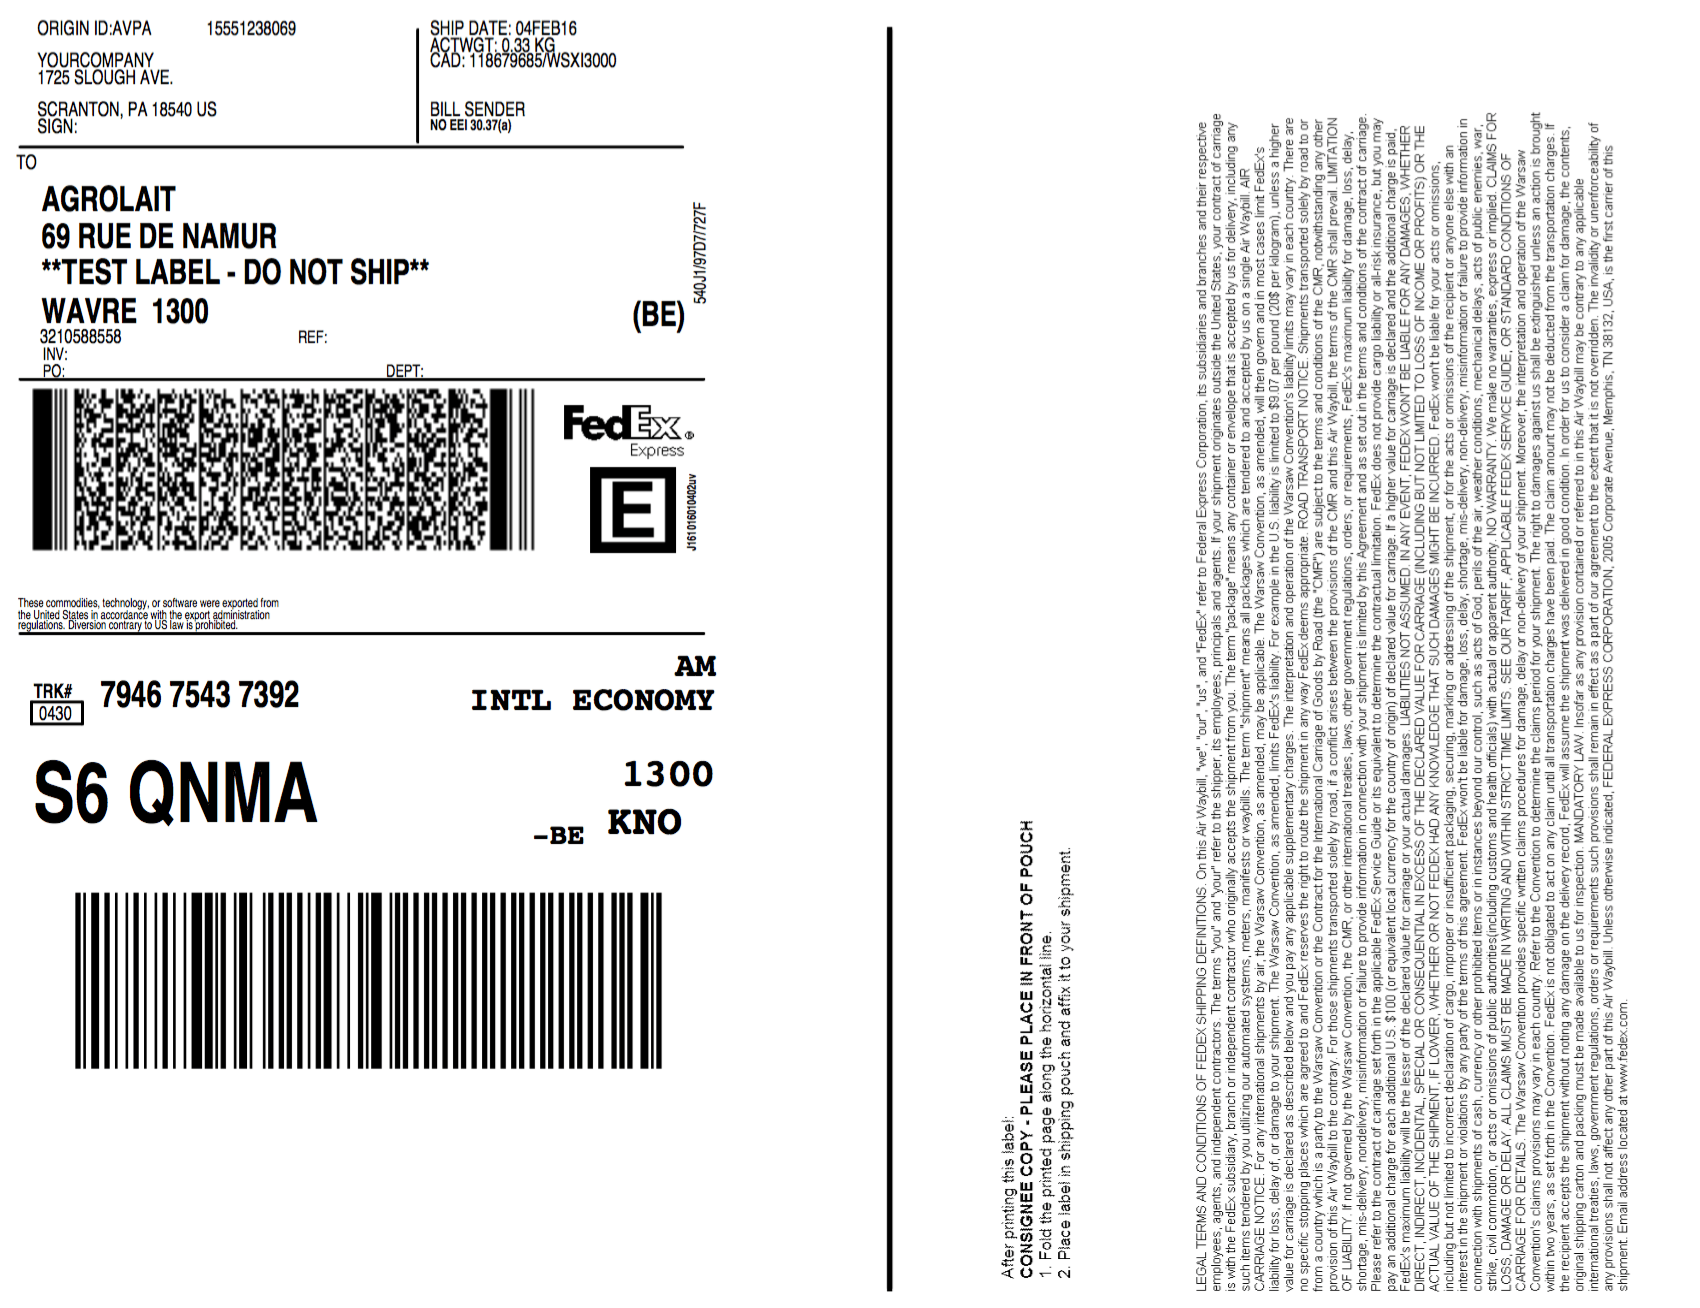 ORIGIN ID:AVPA 15551238069
YOURCOMPANY
1725 SLOUGH AVE.
SCRANTON, PA 18540 US
SIGN:
SHIP DATE: 04FEB16
ACTWGT: 0.33 KG
CAD: 118679685/WSXI3000
BILL SENDER
NO EEI 30.37(a)
TO
AGROLAIT
69 RUE DE NAMUR
**TEST LABEL - DO NOT SHIP**
WAVRE 1300 (BE)
3210588558 REF:
INV:
PO: DEPT:
540J1/97D7/727F
FedEx®
Express
E
J161016010402uv
These commodities, technology, or software were exported from
the United States in accordance with the export administration
regulations. Diversion contrary to US law is prohibited.
AM
TRK# 7946 7543 7392 INTL ECONOMY
0430
S6 QNMA 1300
-BE KNO
After printing this label:
CONSIGNEE COPY - PLEASE PLACE IN FRONT OF POUCH
1. Fold the printed page along the horizontal line.
2. Place label in shipping pouch and affix it to your shipment.
LEGAL TERMS AND CONDITIONS OF FEDEX SHIPPING DEFINITIONS. On this Air Waybill, "we", "our", "us", and "FedEx" refer to Federal Express Corporation, its subsidiaries and branches and their respective
employees, agents, and independent contractors. The terms "you" and "your" refer to the shipper, its employees, principals and agents. If your shipment originates outside the United States, your contract of carriage
is with the FedEx subsidiary, branch or independent contractor who originally accepts the shipment from you. The term "package" means any container or envelope that is accepted by us for delivery, including any
such items tendered by you utilizing our automated systems, meters, manifests or waybills. The term "shipment" means all packages which are tendered to and accepted by us on a single Air Waybill. AIR
CARRIAGE NOTICE. For any international shipments by air, the Warsaw Convention, as amended, may be applicable. The Warsaw Convention, as amended, will then govern and in most cases limit FedEx's
liability for loss, delay of, or damage to your shipment. The Warsaw Convention, as amended, limits FedEx's liability. For example in the U.S. liability is limited to $9.07 per pound (20$ per kilogram), unless a higher
value for carriage is declared as described below and you pay any applicable supplementary charges. The interpretation and operation of the Warsaw Convention's liability limits may vary in each country. There are
no specific stopping places which are agreed to and FedEx reserves the right to route the shipment in any way FedEx deems appropriate. ROAD TRANSPORT NOTICE. Shipments transported solely by road to or
from a country which is a party to the Warsaw Convention or the Contract for the International Carriage of Goods by Road (the "CMR") are subject to the terms and conditions of the CMR, notwithstanding any other
provision of this Air Waybill to the contrary. For those shipments transported solely by road, if a conflict arises between the provisions of the CMR and this Air Waybill, the terms of the CMR shall prevail. LIMITATION
OF LIABILITY. If not governed by the Warsaw Convention, the CMR, or other international treaties, laws, other government regulations, orders, or requirements, FedEx's maximum liability for damage, loss, delay,
shortage, mis-delivery, nondelivery, misinformation or failure to provide information in connection with your shipment is limited by this Agreement and as set out in the terms and conditions of the contract of carriage.
Please refer to the contract of carriage set forth in the applicable FedEx Service Guide or its equivalent to determine the contractual limitation. FedEx does not provide cargo liability or all-risk insurance, but you may
pay an additional charge for each additional U.S. $100 (or equivalent local currency for the country of origin) of declared value for carriage. If a higher value for carriage is declared and the additional charge is paid,
FedEx's maximum liability will be the lesser of the declared value for carriage or your actual damages. LIABILITIES NOT ASSUMED. IN ANY EVENT, FEDEX WON'T BE LIABLE FOR ANY DAMAGES, WHETHER
DIRECT, INDIRECT, INCIDENTAL, SPECIAL OR CONSEQUENTIAL IN EXCESS OF THE DECLARED VALUE FOR CARRIAGE (INCLUDING BUT NOT LIMITED TO LOSS OF INCOME OR PROFITS) OR THE
ACTUAL VALUE OF THE SHIPMENT, IF LOWER, WHETHER OR NOT FEDEX HAD ANY KNOWLEDGE THAT SUCH DAMAGES MIGHT BE INCURRED. FedEx won't be liable for your acts or omissions,
including but not limited to incorrect declaration of cargo, improper or insufficient packaging, securing, marking or addressing of the shipment, or for the acts or omissions of the recipient or anyone else with an
interest in the shipment or violations by any party of the terms of this agreement. FedEx won't be liable for damage, loss, delay, shortage, mis-delivery, non-delivery, misinformation or failure to provide information in
connection with shipments of cash, currency or other prohibited items or in instances beyond our control, such as acts of God, perils of the air, weather conditions, mechanical delays, acts of public enemies, war,
strike, civil commotion, or acts or omissions of public authorities(including customs and health officials) with actual or apparent authority. NO WARRANTY. We make no warranties, express or implied. CLAIMS FOR
LOSS, DAMAGE OR DELAY. ALL CLAIMS MUST BE MADE IN WRITING AND WITHIN STRICT TIME LIMITS. SEE OUR TARIFF, APPLICABLE FEDEX SERVICE GUIDE, OR STANDARD CONDITIONS OF
CARRIAGE FOR DETAILS. The Warsaw Convention provides specific written claims procedures for damage, delay or non-delivery of your shipment. Moreover, the interpretation and operation of the Warsaw
Convention's claims provisions may vary in each country. Refer to the Convention to determine the claims period for your shipment. The right to damages against us shall be extinguished unless an action is brought
within two years, as set forth in the Convention. FedEx is not obligated to act on any claim until all transportation charges have been paid. The claim amount may not be deducted from the transportation charges. If
the recipient accepts the shipment without noting any damage on the delivery record, FedEx will assume the shipment was delivered in good condition. In order for us to consider a claim for damage, the contents,
original shipping carton and packing must be made available to us for inspection. MANDATORY LAW. Insofar as any provision contained or referred to in this Air Waybill may be contrary to any applicable
international treaties, laws, government regulations, orders or requirements such provisions shall remain in effect as a part of our agreement to the extent that it is not overridden. The invalidity or unenforceability of
any provisions shall not affect any other part of this Air Waybill. Unless otherwise indicated, FEDERAL EXPRESS CORPORATION, 2005 Corporate Avenue, Memphis, TN 38132, USA, is the first carrier of this
shipment. Email address located at www.fedex.com.